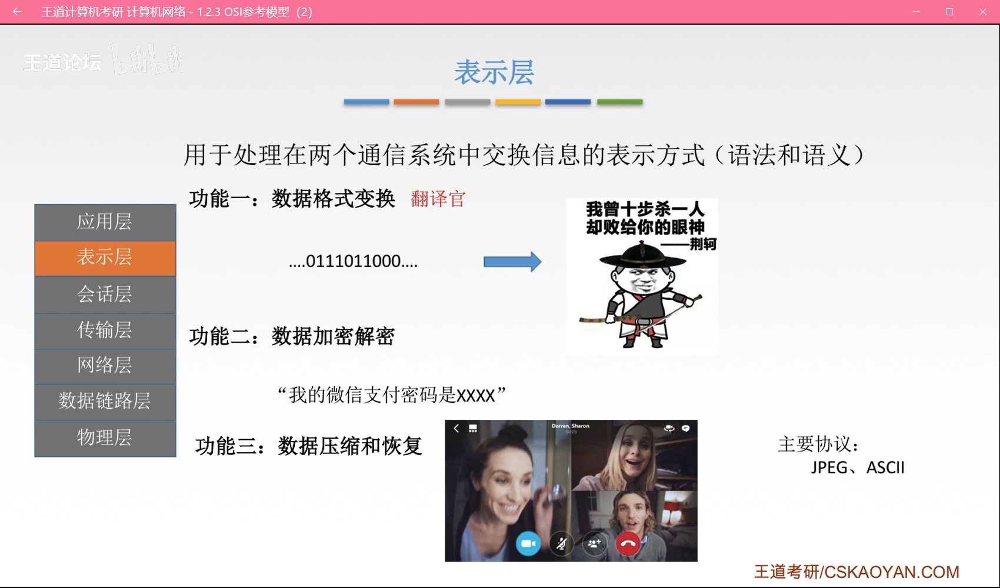 王道计算机考研 计算机网络 - 1.2.3 OSI参考模型（2）
王道论坛 bilibili
表示层
用于处理在两个通信系统中交换信息的表示方式（语法和语义）
功能一：数据格式变换 翻译官
....0111011000....
我曾十步杀一人
却败给你的眼神
——荆轲
应用层
表示层
会话层
传输层
网络层
数据链路层
物理层
功能二：数据加密解密
“我的微信支付密码是XXXX”
功能三：数据压缩和恢复
Derren, Sharon
00:09
主要协议：
JPEG、ASCII
王道考研/CSKAOYAN.COM